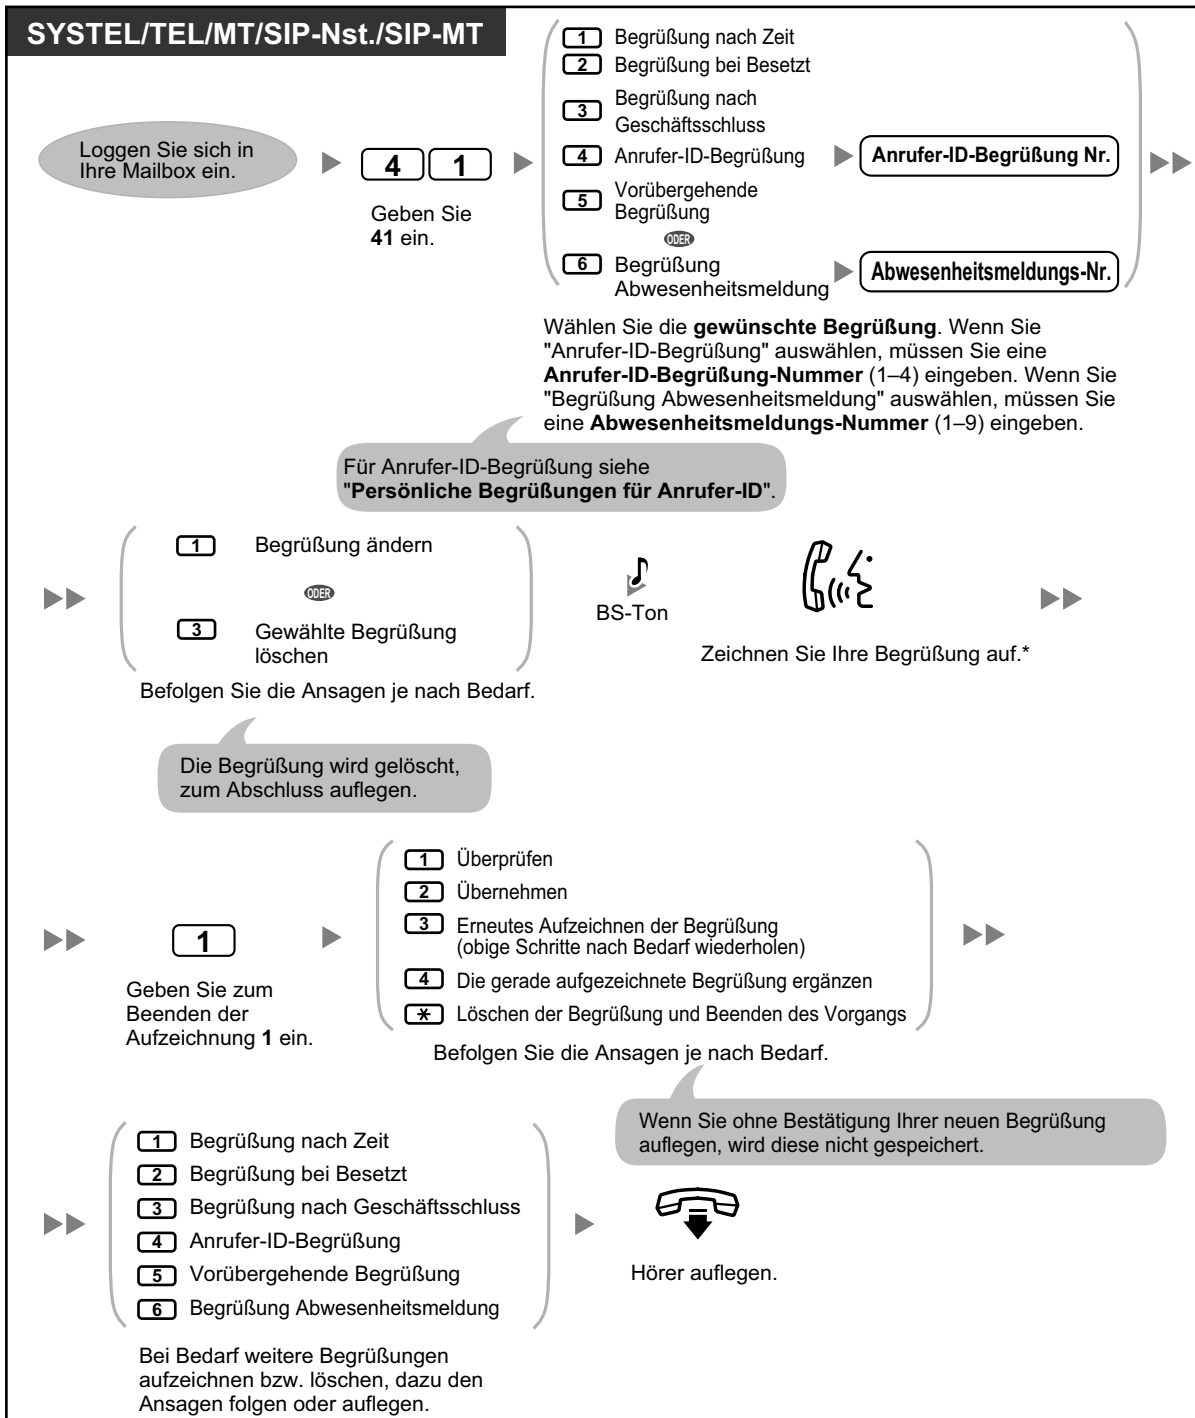 SYSTEL/TEL/MT/SIP-Nst./SIP-MT
Loggen Sie sich in
Ihre Mailbox ein.
4 1
Geben Sie
41 ein.
1 Begrüßung nach Zeit
2 Begrüßung bei Besetzt
3 Begrüßung nach
Geschäftsschluss
4 Anrufer-ID-Begrüßung
Anrufer-ID-Begrüßung Nr.
5 Vorübergehende
Begrüßung
ODER
6 Begrüßung
Abwesenheitsmeldung
Abwesenheitsmeldungs-Nr.
Wählen Sie die gewünschte Begrüßung. Wenn Sie
"Anrufer-ID-Begrüßung" auswählen, müssen Sie eine
Anrufer-ID-Begrüßung-Nummer (1–4) eingeben. Wenn Sie
"Begrüßung Abwesenheitsmeldung" auswählen, müssen Sie
eine Abwesenheitsmeldungs-Nummer (1–9) eingeben.
Für Anrufer-ID-Begrüßung siehe
"Persönliche Begrüßungen für Anrufer-ID".
1 Begrüßung ändern
ODER
3 Gewählte Begrüßung
löschen
Befolgen Sie die Ansagen je nach Bedarf.
BS-Ton
Zeichnen Sie Ihre Begrüßung auf.*
Die Begrüßung wird gelöscht,
zum Abschluss auflegen.
1
Geben Sie zum
Beenden der
Aufzeichnung 1 ein.
1 Überprüfen
2 Übernehmen
3 Erneutes Aufzeichnen der Begrüßung
(obige Schritte nach Bedarf wiederholen)
4 Die gerade aufgezeichnete Begrüßung ergänzen
* Löschen der Begrüßung und Beenden des Vorgangs
Befolgen Sie die Ansagen je nach Bedarf.
Wenn Sie ohne Bestätigung Ihrer neuen Begrüßung
auflegen, wird diese nicht gespeichert.
1 Begrüßung nach Zeit
2 Begrüßung bei Besetzt
3 Begrüßung nach Geschäftsschluss
4 Anrufer-ID-Begrüßung
5 Vorübergehende Begrüßung
6 Begrüßung Abwesenheitsmeldung
Bei Bedarf weitere Begrüßungen
aufzeichnen bzw. löschen, dazu den
Ansagen folgen oder auflegen.
Hörer auflegen.